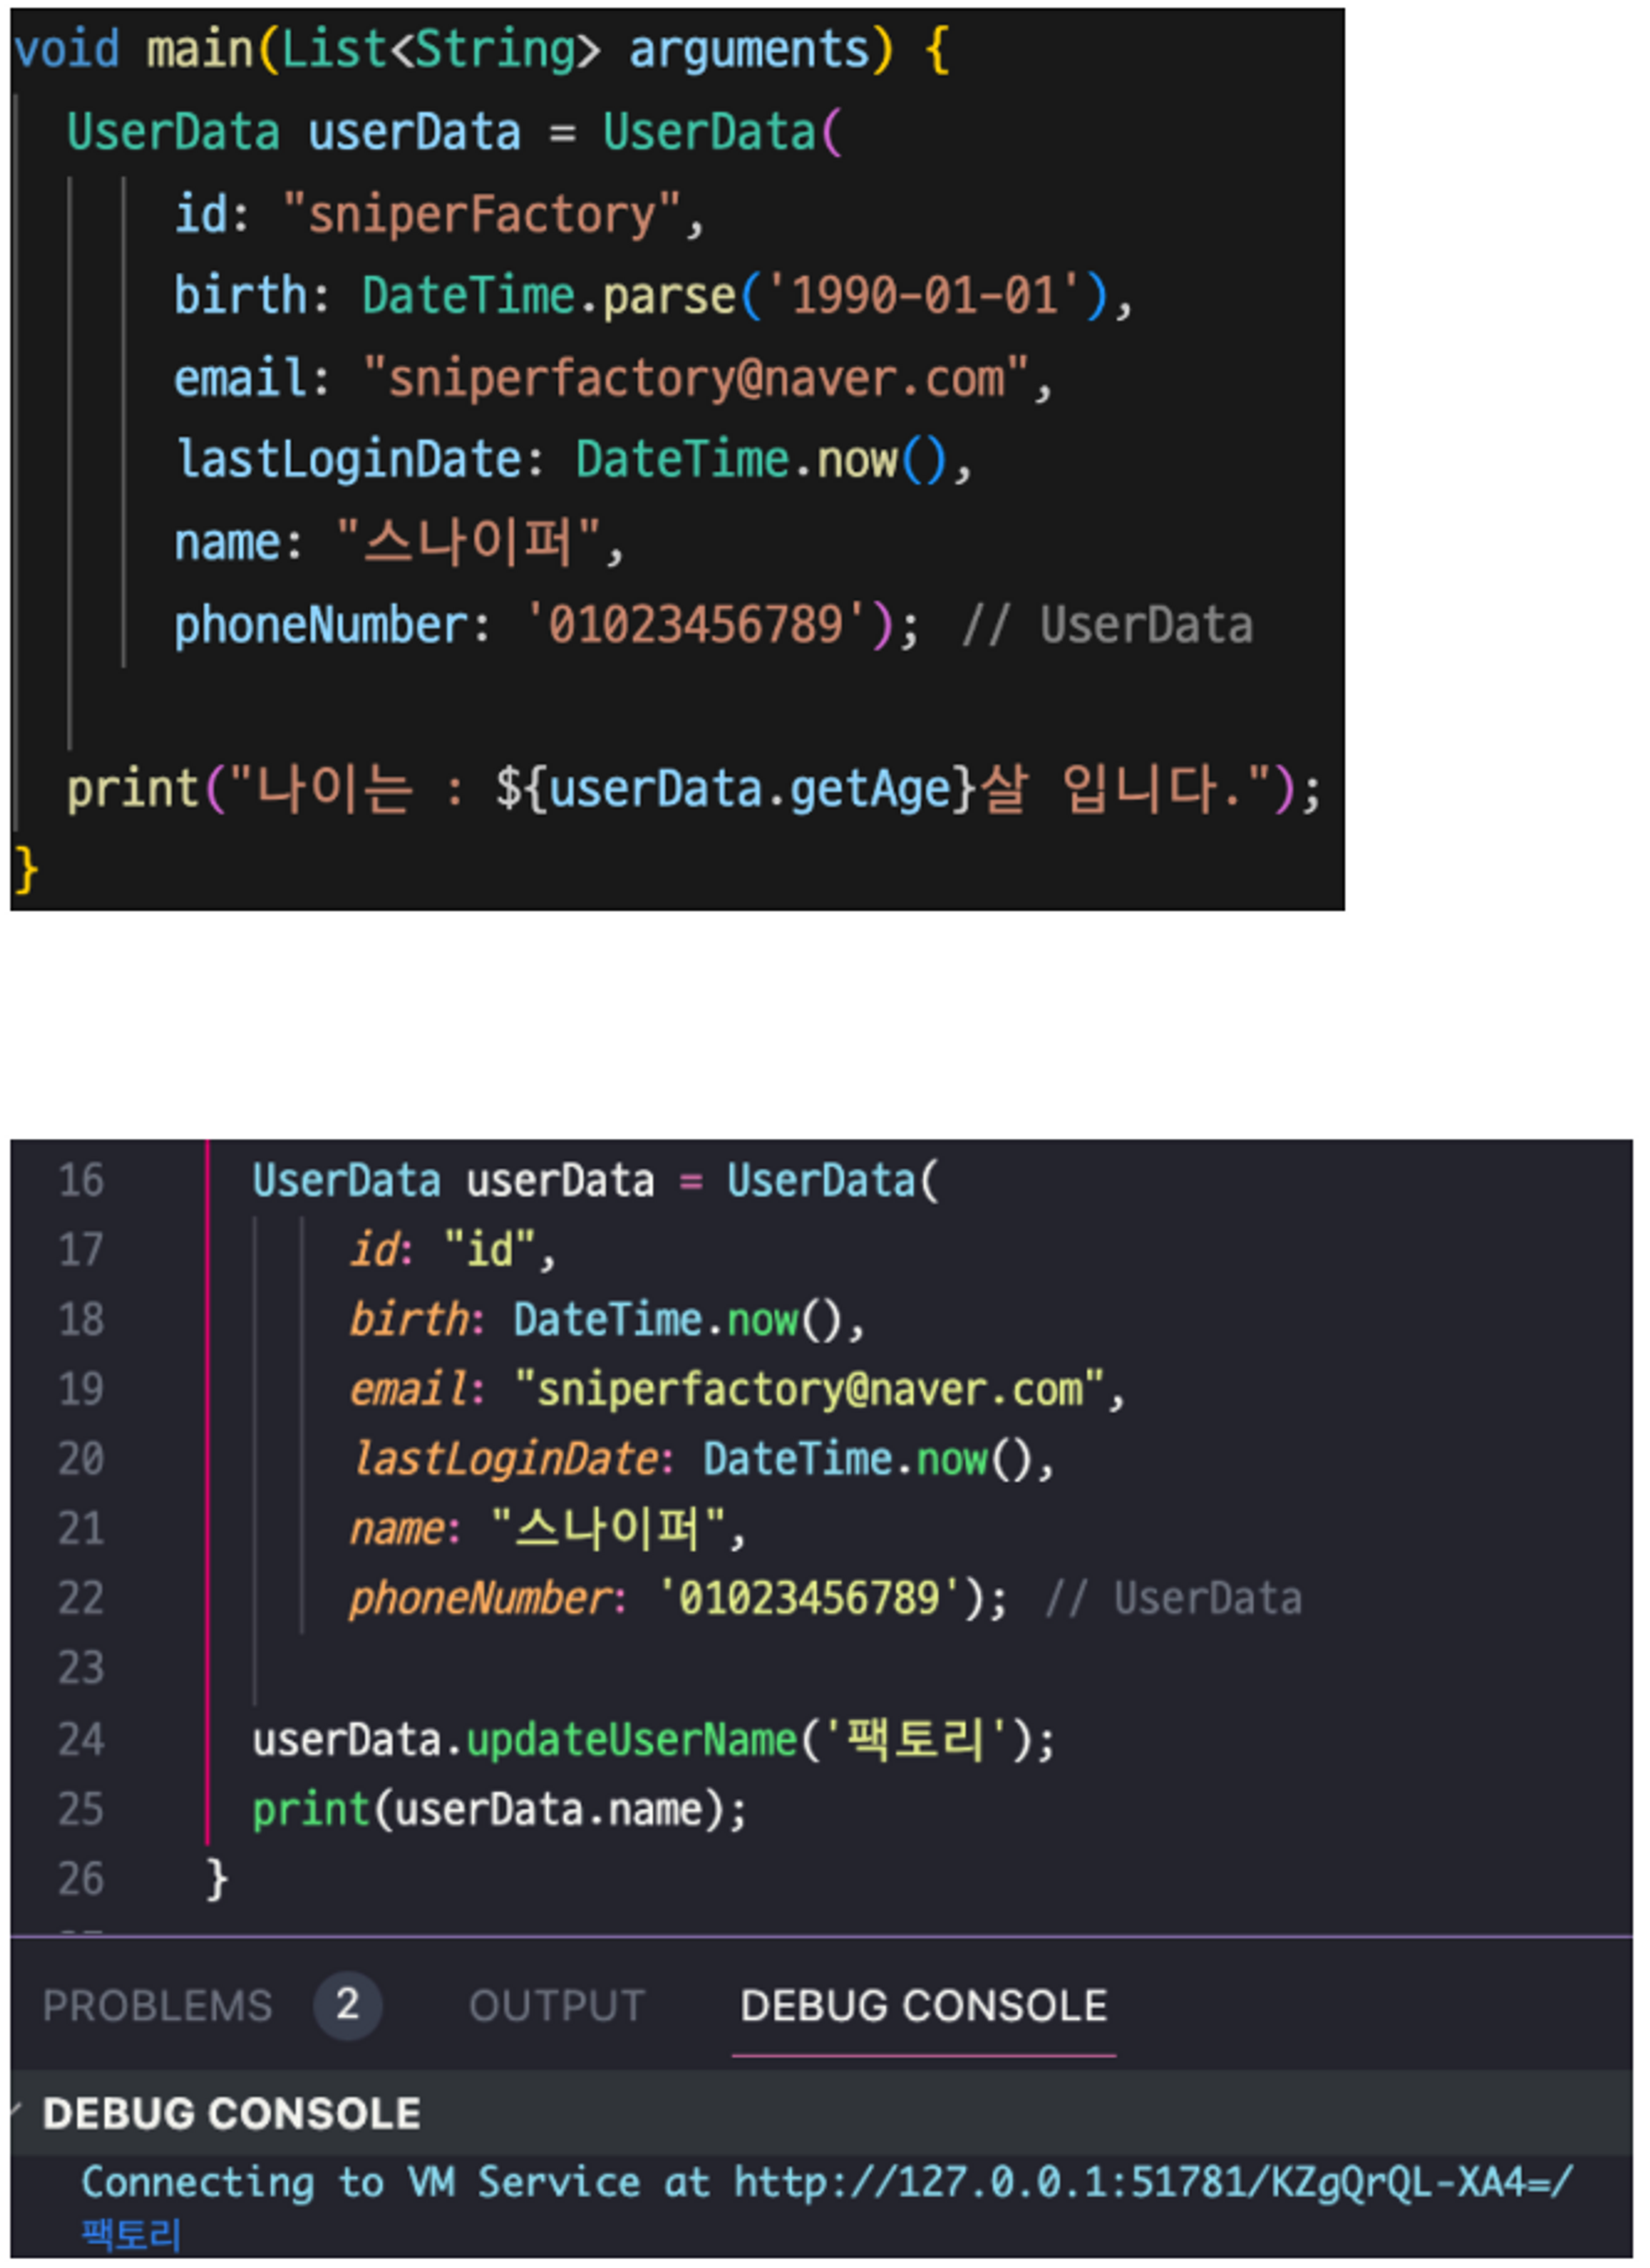 void main(List<String> arguments) {
UserData userData = UserData(
id: "sniperFactory",
birth: DateTime.parse('1990-01-01'),
email: "sniperfactory@naver.com",
lastLoginDate: DateTime.now(),
name: "스나이퍼",
phoneNumber: '01023456789'); // UserData
print("나이는 : ${userData.getAge}살 입니다.");
}
16 UserData userData = UserData(
17 id: "id",
18 birth: DateTime.now(),
19 email: "sniperfactory@naver.com",
20 lastLoginDate: DateTime.now(),
21 name: "스나이퍼",
22 phoneNumber: '01023456789'); // UserData
23
24 userData.updateUserName('팩토리');
25 print(userData.name);
26 }
PROBLEMS 2 OUTPUT DEBUG CONSOLE
DEBUG CONSOLE
Connecting to VM Service at http://127.0.0.1:51781/KZgQrQL-XA4=/
팩토리